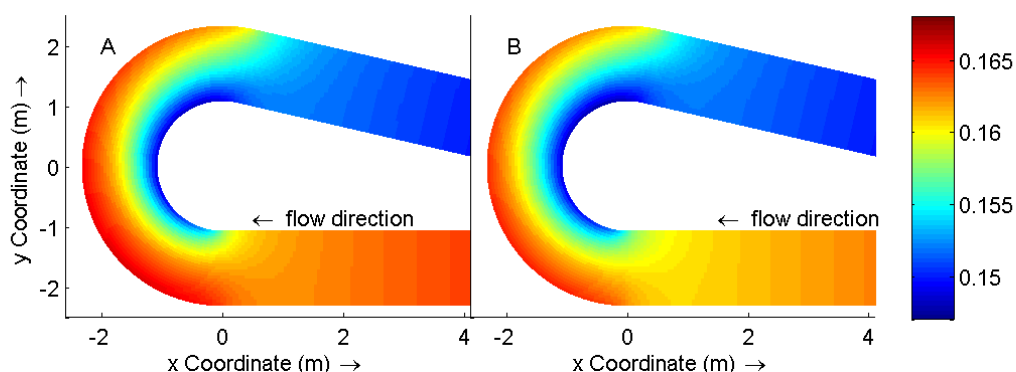 A
B
2
1
0
-1
-2
y Coordinate (m) →
← flow direction
← flow direction
-2 0 2 4
-2 0 2 4
x Coordinate (m) →
x Coordinate (m) →
0.165
0.16
0.155
0.15